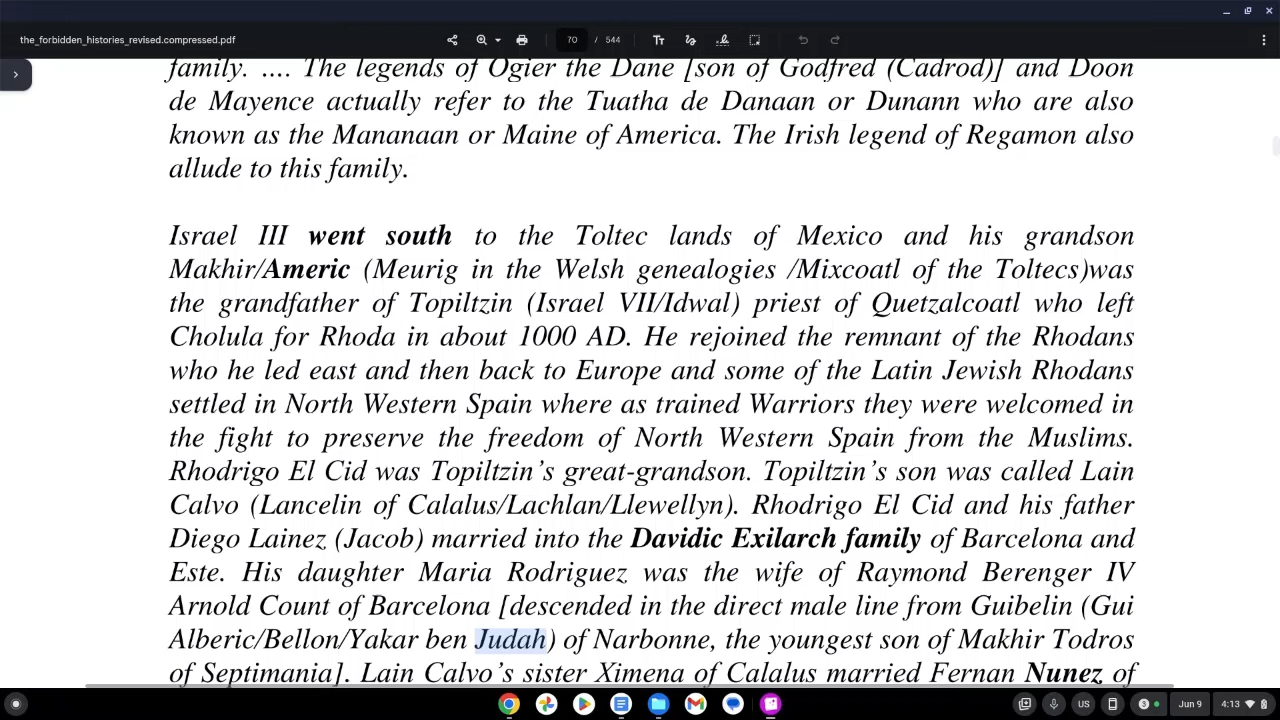 the_forbidden_histories_revised.compressed.pdf
70 / 544
family. .... The legends of Ogier the Dane [son of Godfred (Cadrod)] and Doon
de Mayence actually refer to the Tuatha de Danaan or Dunann who are also
known as the Mananaan or Maine of America. The Irish legend of Regamon also
allude to this family.
Israel III went south to the Toltec lands of Mexico and his grandson
Makhir/Americ (Meurig in the Welsh genealogies /Mixcoatl of the Toltecs)was
the grandfather of Topiltzin (Israel VII/Idwal) priest of Quetzalcoatl who left
Cholula for Rhoda in about 1000 AD. He rejoined the remnant of the Rhodans
who he led east and then back to Europe and some of the Latin Jewish Rhodans
settled in North Western Spain where as trained Warriors they were welcomed in
the fight to preserve the freedom of North Western Spain from the Muslims.
Rhodrigo El Cid was Topiltzin's great-grandson. Topiltzin's son was called Lain
Calvo (Lancelin of Calalus/Lachlan/Llewellyn). Rhodrigo El Cid and his father
Diego Lainez (Jacob) married into the Davidic Exilarch family of Barcelona and
Este. His daughter Maria Rodriguez was the wife of Raymond Berenger IV
Arnold Count of Barcelona [descended in the direct male line from Guibelin (Gui
Alberic/Bellon/Yakar ben Judah) of Narbonne, the youngest son of Makhir Todros
of Septimania]. Lain Calvo's sister Ximena of Calalus married Fernan Nunez of
US
3
Jun 9
4:13